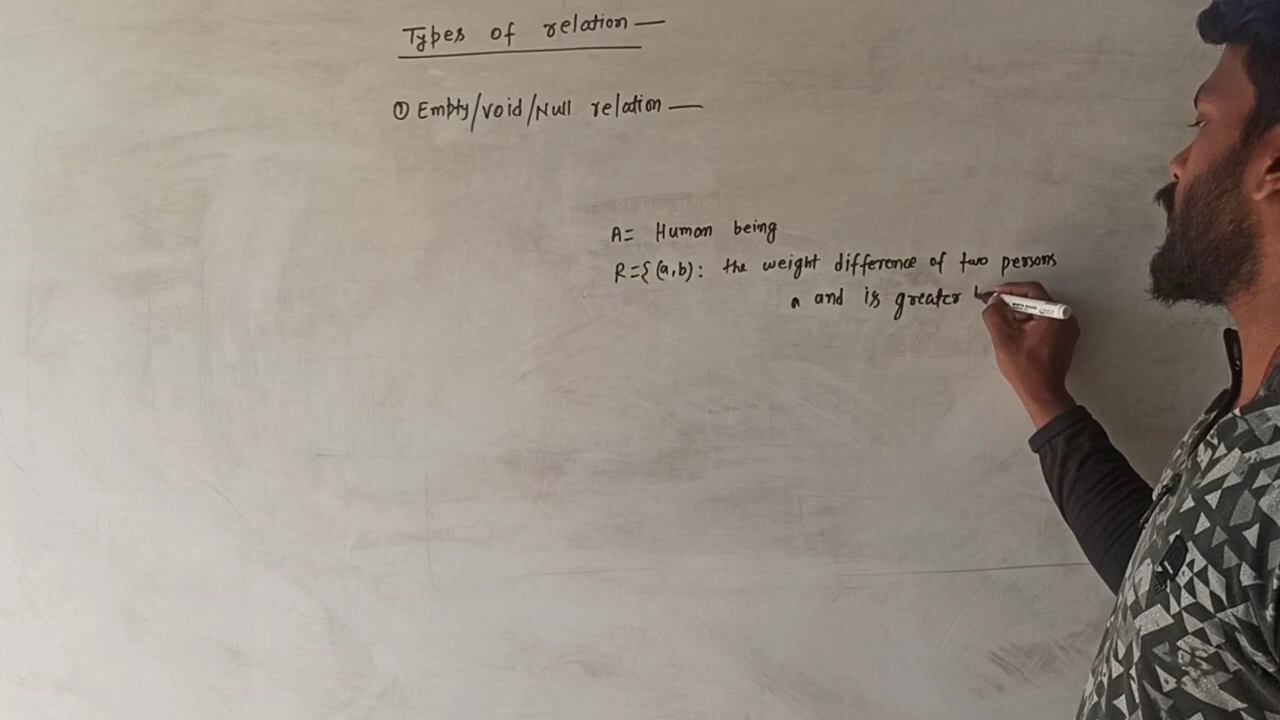 Types of relation —
① Empty/void/Null relation —
A= Human being
R={(a,b): the weight difference of two persons
a and is greater